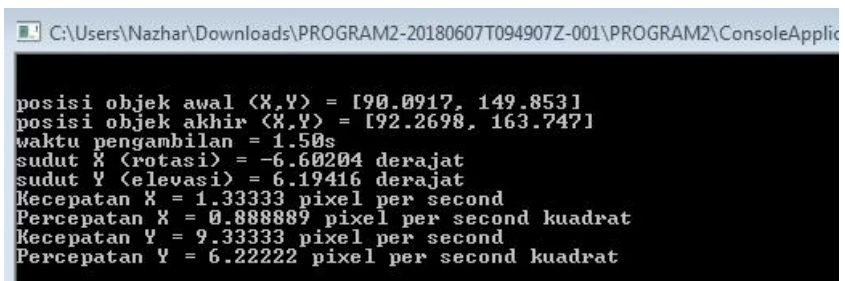 C:\Users\Nazhar\Downloads\PROGRAM2-20180607T094907Z-001\PROGRAM2\ConsoleApplic
posisi objek awal (X,Y) = [90.0917, 149.853]
posisi objek akhir (X,Y) = [92.2698, 163.747]
waktu pengambilan = 1.50s
sudut X (rotasi) = -6.60204 derajat
sudut Y (elevasi) = 6.19416 derajat
Kecepatan X = 1.33333 pixel per second
Percepatan X = 0.888889 pixel per second kuadrat
Kecepatan Y = 9.33333 pixel per second
Percepatan Y = 6.22222 pixel per second kuadrat